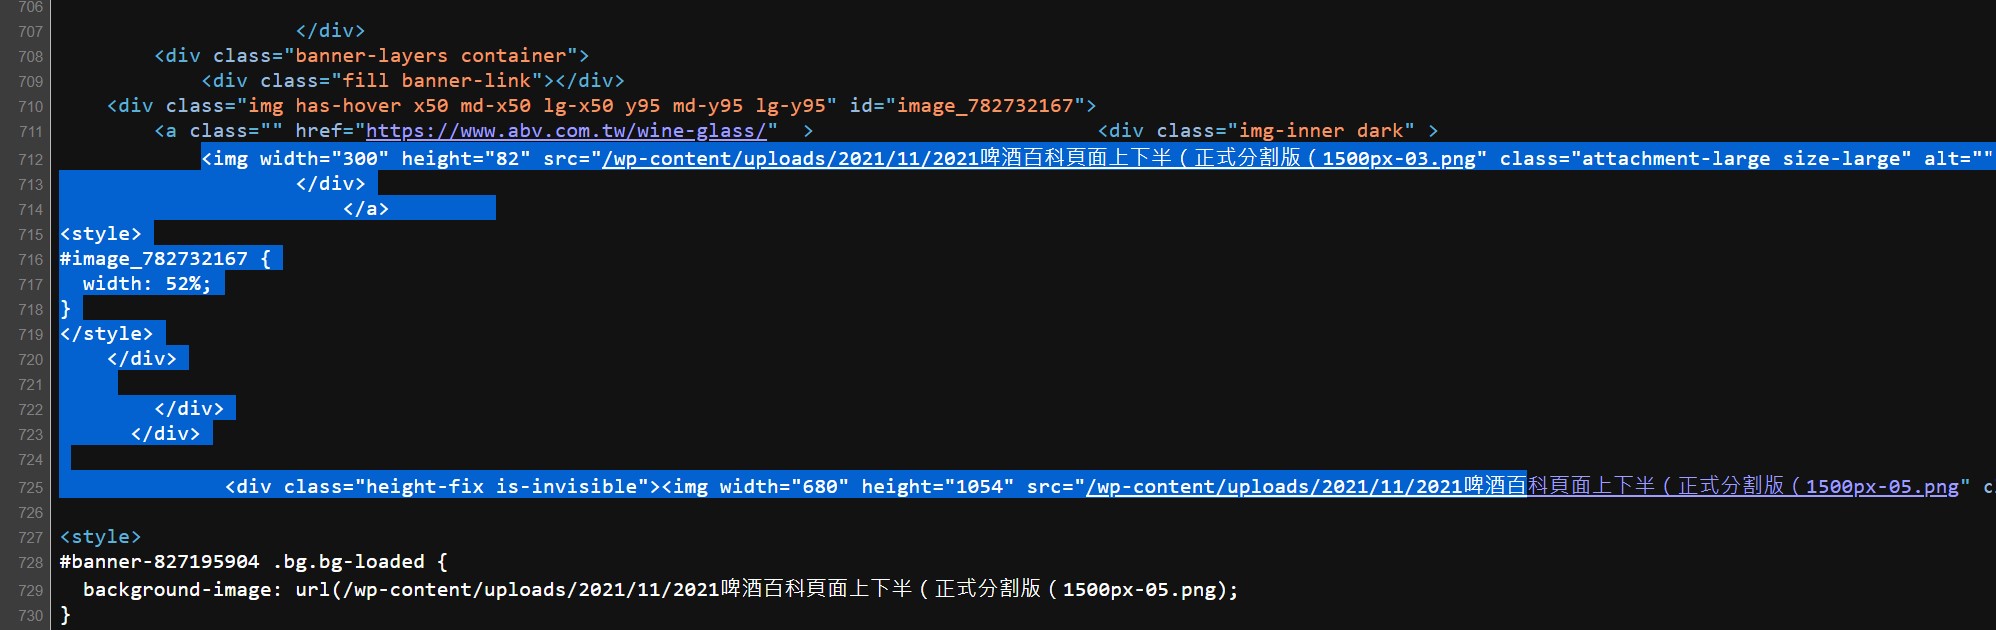 706
707 </div>
708 <div class="banner-layers container">
709 <div class="fill banner-link"></div>
710 <div class="img has-hover x50 md-x50 lg-x50 y95 md-y95 lg-y95" id="image_782732167">
711 <a class="" href="https://www.abv.com.tw/wine-glass/" > <div class="img-inner dark" >
712 <img width="300" height="82" src="/wp-content/uploads/2021/11/2021啤酒百科頁面上下半（正式分割版（1500px-03.png" class="attachment-large size-large" alt=""
713 </div>
714 </a>
715 <style>
716 #image_782732167 {
717 width: 52%;
718 }
719 </style>
720 </div>
721
722 </div>
723 </div>
724
725 <div class="height-fix is-invisible"><img width="680" height="1054" src="/wp-content/uploads/2021/11/2021啤酒百科頁面上下半（正式分割版（1500px-05.png" c
726
727 <style>
728 #banner-827195904 .bg.bg-loaded {
729 background-image: url(/wp-content/uploads/2021/11/2021啤酒百科頁面上下半（正式分割版（1500px-05.png);
730 }